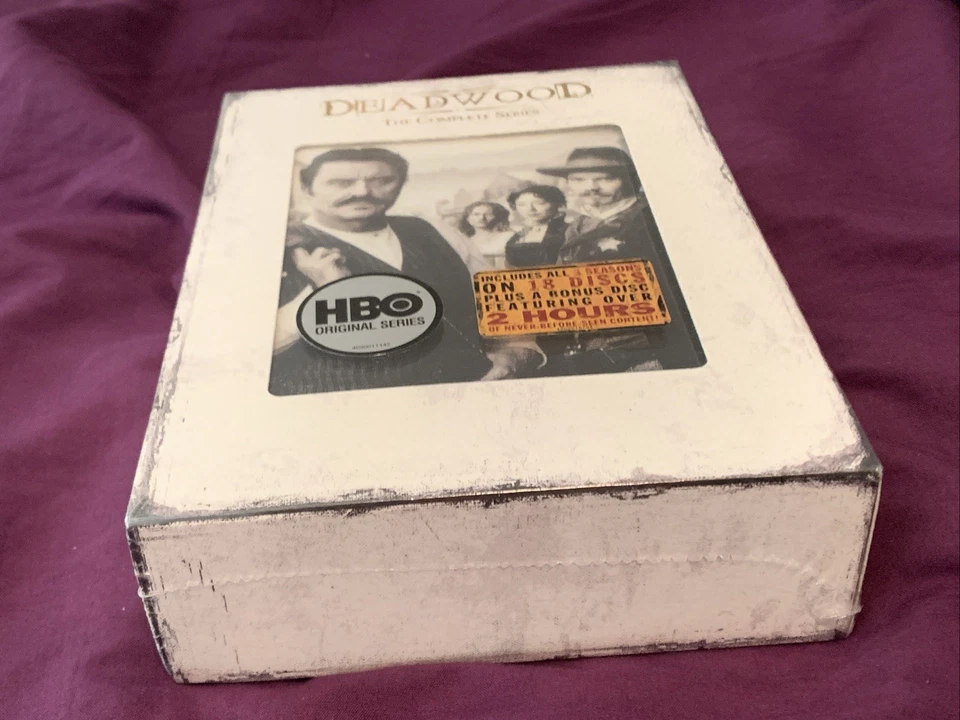 DEADWOOD
THE COMPLETE SERIES
HBO®
ORIGINAL SERIES
INCLUDES ALL 3 SEASONS
ON 18 DISCS
PLUS A BONUS DISC
FEATURING OVER
2 HOURS
OF NEVER-BEFORE-SEEN CONTENT!